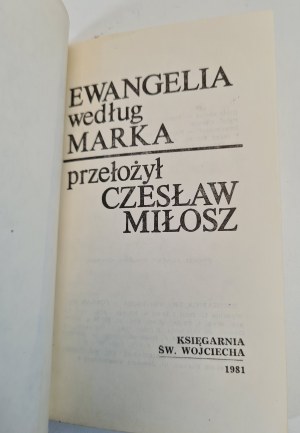 EWANGELIA
według
MARKA
przełożył
CZESŁAW
MIŁOSZ
KSIĘGARNIA
ŚW. WOJCIECHA
1981